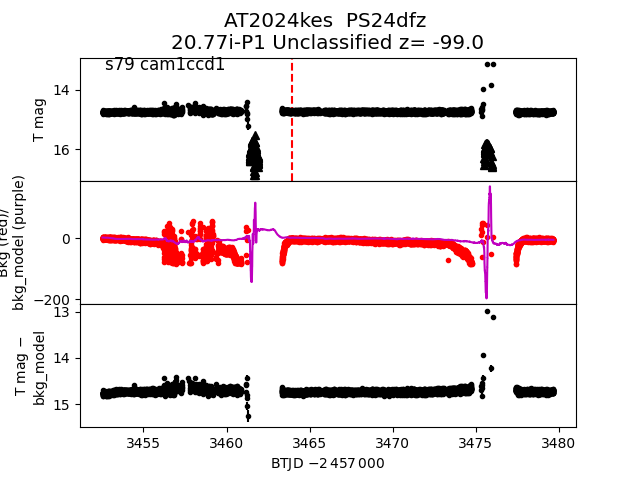 AT2024kes  PS24dfz
20.77i-P1 Unclassified z= -99.0
s79 cam1ccd1
T mag
14
16
Bkg (red)/
bkg_model (purple)
0
−200
T mag −
bkg_model
13
14
15
3455 3460 3465 3470 3475 3480
BTJD −2 457 000